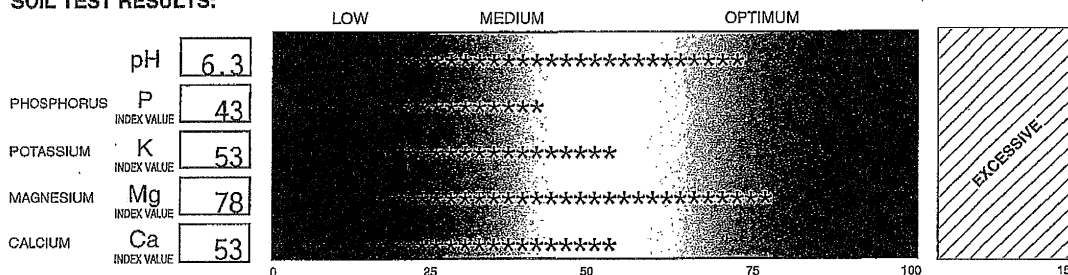 SOIL TEST RESULTS:
LOW MEDIUM OPTIMUM
pH 6.3
PHOSPHORUS P 43
INDEX VALUE
POTASSIUM K 53
INDEX VALUE
MAGNESIUM Mg 78
INDEX VALUE
CALCIUM Ca 53
INDEX VALUE
EXCESSIVE
0 25 50 75 100 15